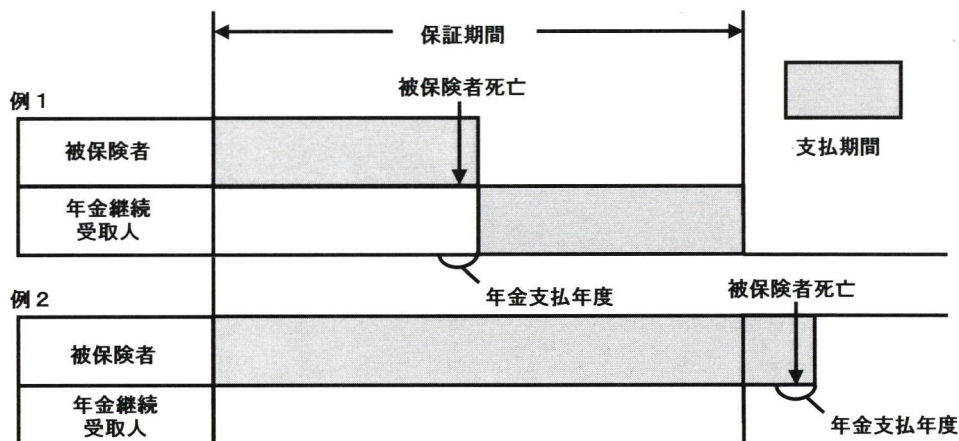 保証期間
被保険者死亡
例１
被保険者
支払期間
年金継続
受取人
年金支払年度
例２
被保険者死亡
被保険者
年金継続
受取人
年金支払年度